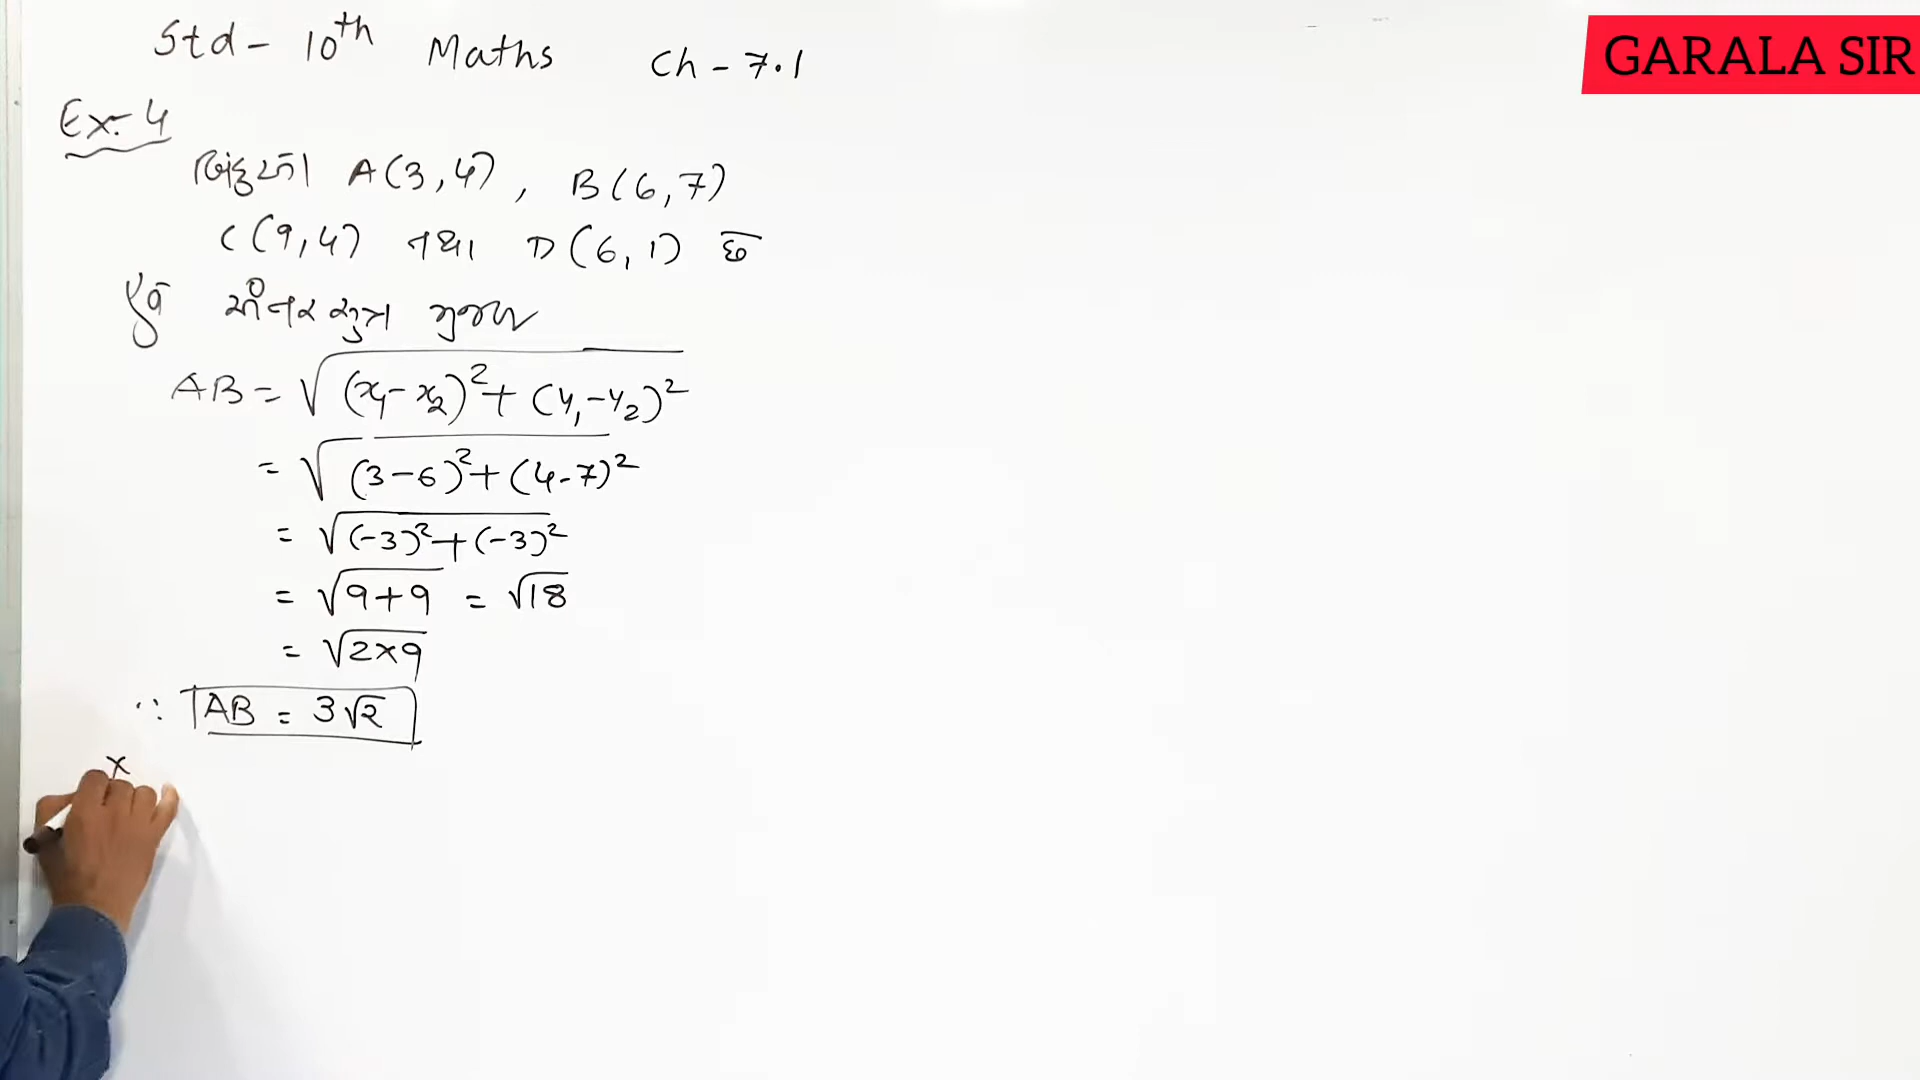 Std - 10th Maths Ch - 7.1
GARALA SIR
Ex:- 4
બિંદુઓ A(3,4), B(6,7)
C(9,4) તથા D(6,1) છે
સૂત્ર મુજબ
AB = √(x₁-x₂)²+(y₁-y₂)²
= √(3-6)²+(4-7)²
= √(-3)²+(-3)²
= √9+9 = √18
= √2×9
∴ AB = 3√2
x